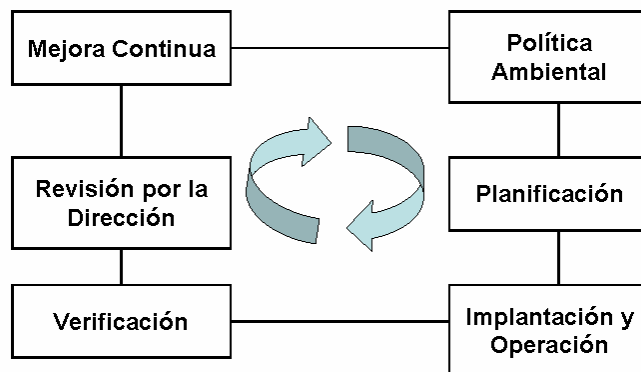 Mejora Continua
Política
Ambiental
Revisión por la
Dirección
Planificación
Verificación
Implantación y
Operación